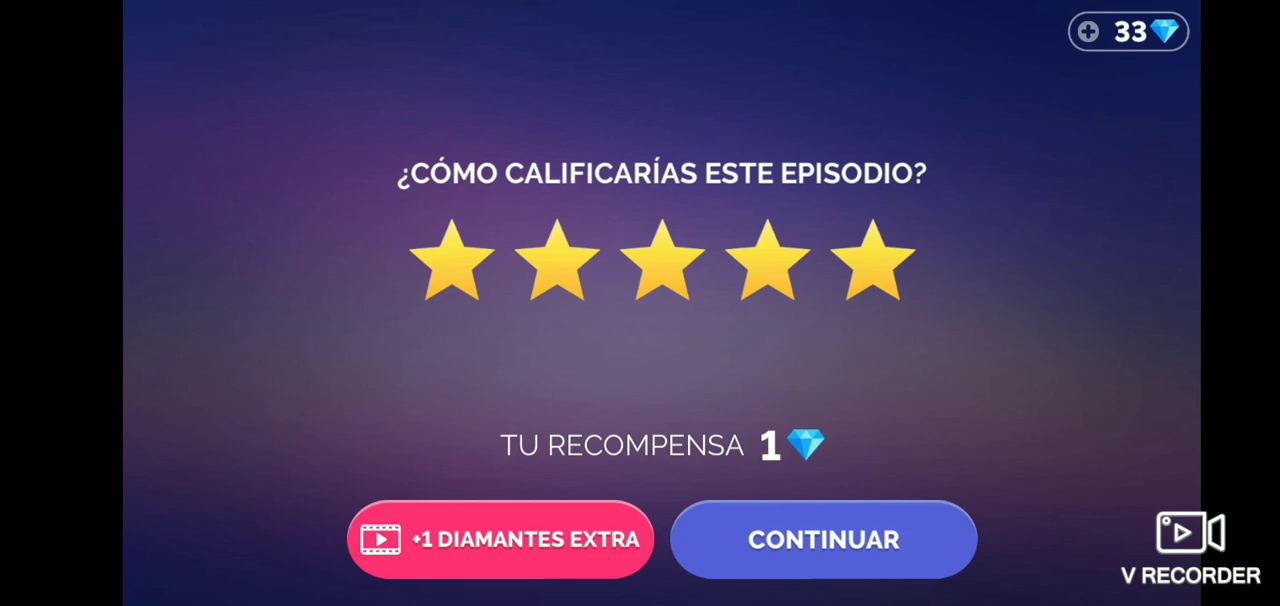 33
¿CÓMO CALIFICARÍAS ESTE EPISODIO?
TU RECOMPENSA 1
+1 DIAMANTES EXTRA
CONTINUAR
V RECORDER